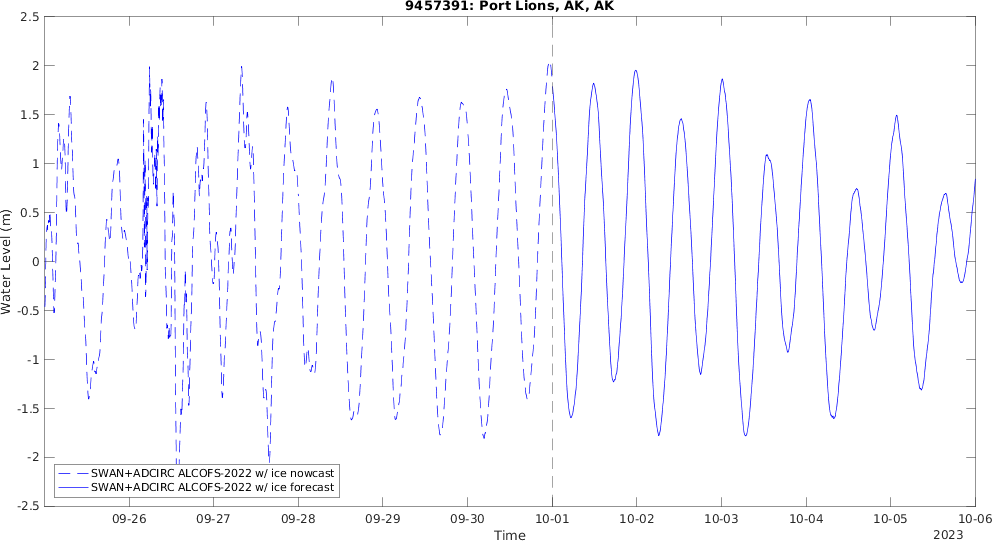 9457391: Port Lions, AK, AK
2.5
2
1.5
1
0.5
0
-0.5
-1
-1.5
-2
-2.5
Water Level (m)
SWAN+ADCIRC ALCOFS-2022 w/ ice nowcast
SWAN+ADCIRC ALCOFS-2022 w/ ice forecast
09-26 09-27 09-28 09-29 09-30 10-01 10-02 10-03 10-04 10-05 10-06
Time
2023